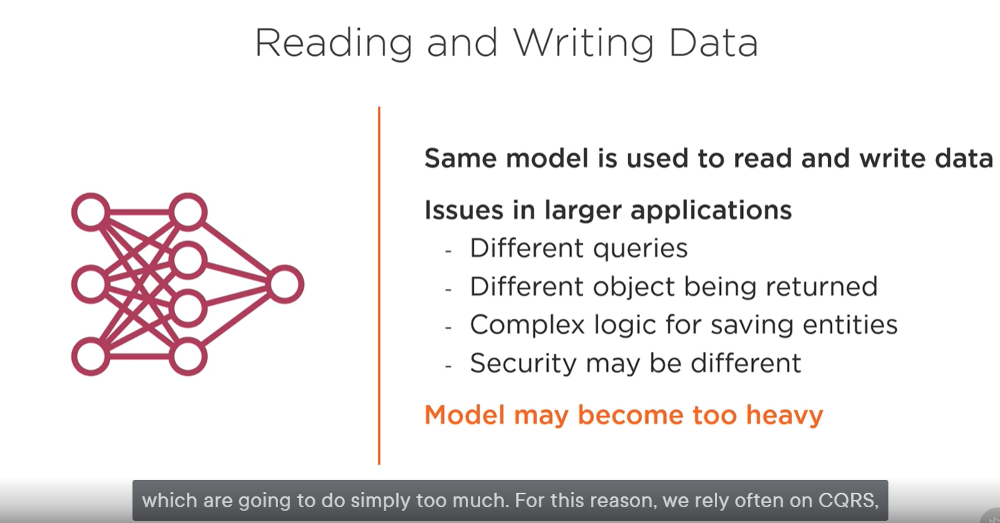 Reading and Writing Data
Same model is used to read and write data
Issues in larger applications
- Different queries
- Different object being returned
- Complex logic for saving entities
- Security may be different
Model may become too heavy
which are going to do simply too much. For this reason, we rely often on CQRS,